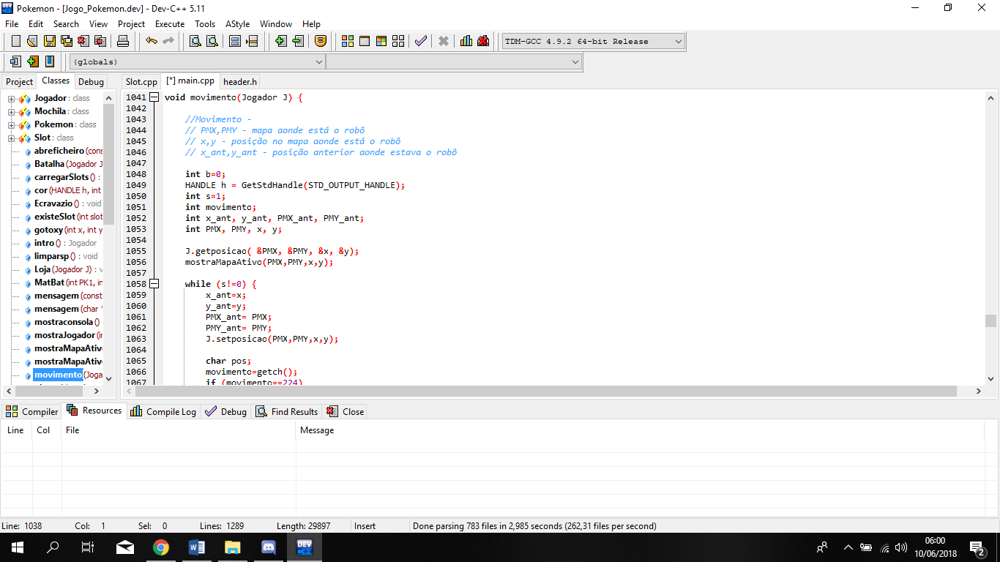 Pokemon - [Jogo_Pokemon.dev] - Dev-C++ 5.11
File Edit Search View Project Execute Tools AStyle Window Help
TDM-GCC 4.9.2 64-bit Release
(globals)
Project Classes Debug
Slot.cpp [*] main.cpp header.h
Jogador : class
Mochila : class
Pokemon : class
Slot : class
abreficheiro (cons
Batalha (Jogador J
carregarSlots () :
cor (HANDLE h, int
Ecravazio () : void
existeSlot (int slot
gotoxy (int x, int y
intro () : Jogador
limparsp () : void
Loja (Jogador J) : v
MatBat (int PK1, in
mensagem (const
mensagem (char *
mostraconsola ()
mostraJogador (in
mostraMapaAtiv
mostraMapaAtiv
movimento (Joga
1041 void movimento(Jogador J) {
1042
1043 //Movimento -
1044 // PMX,PMY - mapa aonde está o robô
1045 // x,y - posição no mapa aonde está o robô
1046 // x_ant,y_ant - posição anterior aonde estava o robô
1047
1048 int b=0;
1049 HANDLE h = GetStdHandle(STD_OUTPUT_HANDLE);
1050 int s=1;
1051 int movimento;
1052 int x_ant, y_ant, PMX_ant, PMY_ant;
1053 int PMX, PMY, x, y;
1054
1055 J.getposicao( &PMX, &PMY, &x, &y);
1056 mostraMapaAtivo(PMX,PMY,x,y);
1057
1058 while (s!=0) {
1059 x_ant=x;
1060 y_ant=y;
1061 PMX_ant= PMX;
1062 PMY_ant= PMY;
1063 J.setposicao(PMX,PMY,x,y);
1064
1065 char pos;
1066 movimento=getch();
1067 if (movimento==224)
Compiler Resources Compile Log Debug Find Results Close
Line Col File Message
Line: 1038 Col: 1 Sel: 0 Lines: 1289 Length: 29897 Insert Done parsing 783 files in 2,985 seconds (262,31 files per second)
DEV
06:00
10/06/2018
2